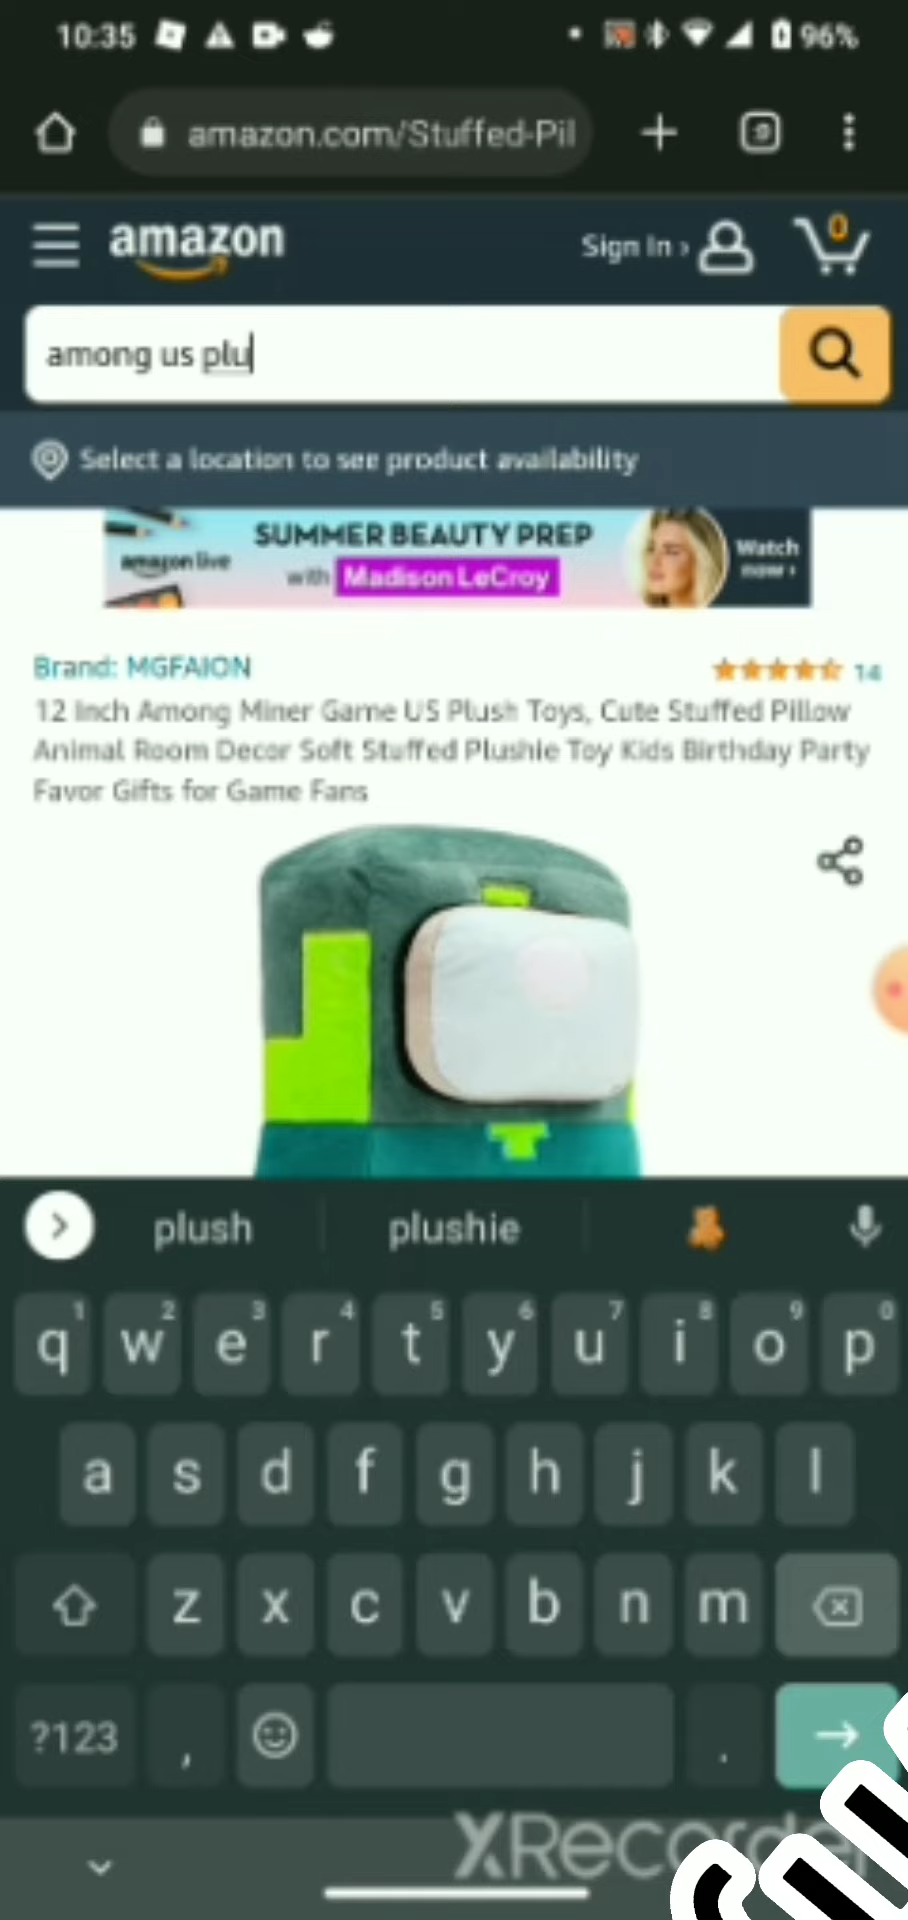 10:35
96%
amazon.com/Stuffed-Pil
amazon
Sign In ›
0
among us plu
Select a location to see product availability
amazon live
SUMMER BEAUTY PREP
with Madison LeCroy
Watch
now ›
Brand: MGFAION
14
12 Inch Among Miner Game US Plush Toys, Cute Stuffed Pillow
Animal Room Decor Soft Stuffed Plushie Toy Kids Birthday Party
Favor Gifts for Game Fans
plush plushie
1 2 3 4 5 6 7 8 9 0
q w e r t y u i o p
a s d f g h j k l
z x c v b n m
?123 , .
XRecorder